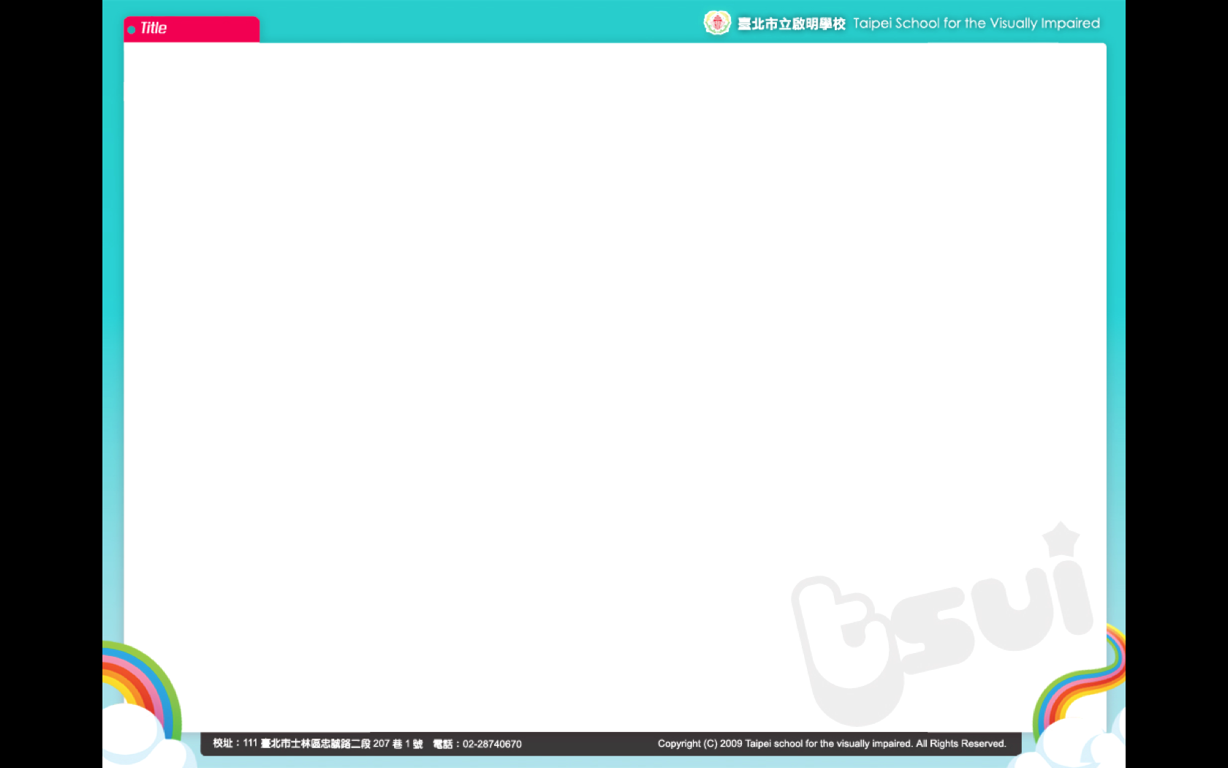 Title
臺北市立啟明學校 Taipei School for the Visually Impaired
tsui
校址：111 臺北市士林區忠誠路二段 207 巷 1 號 電話：02-28740670
Copyright (C) 2009 Taipei school for the visually impaired. All Rights Reserved.